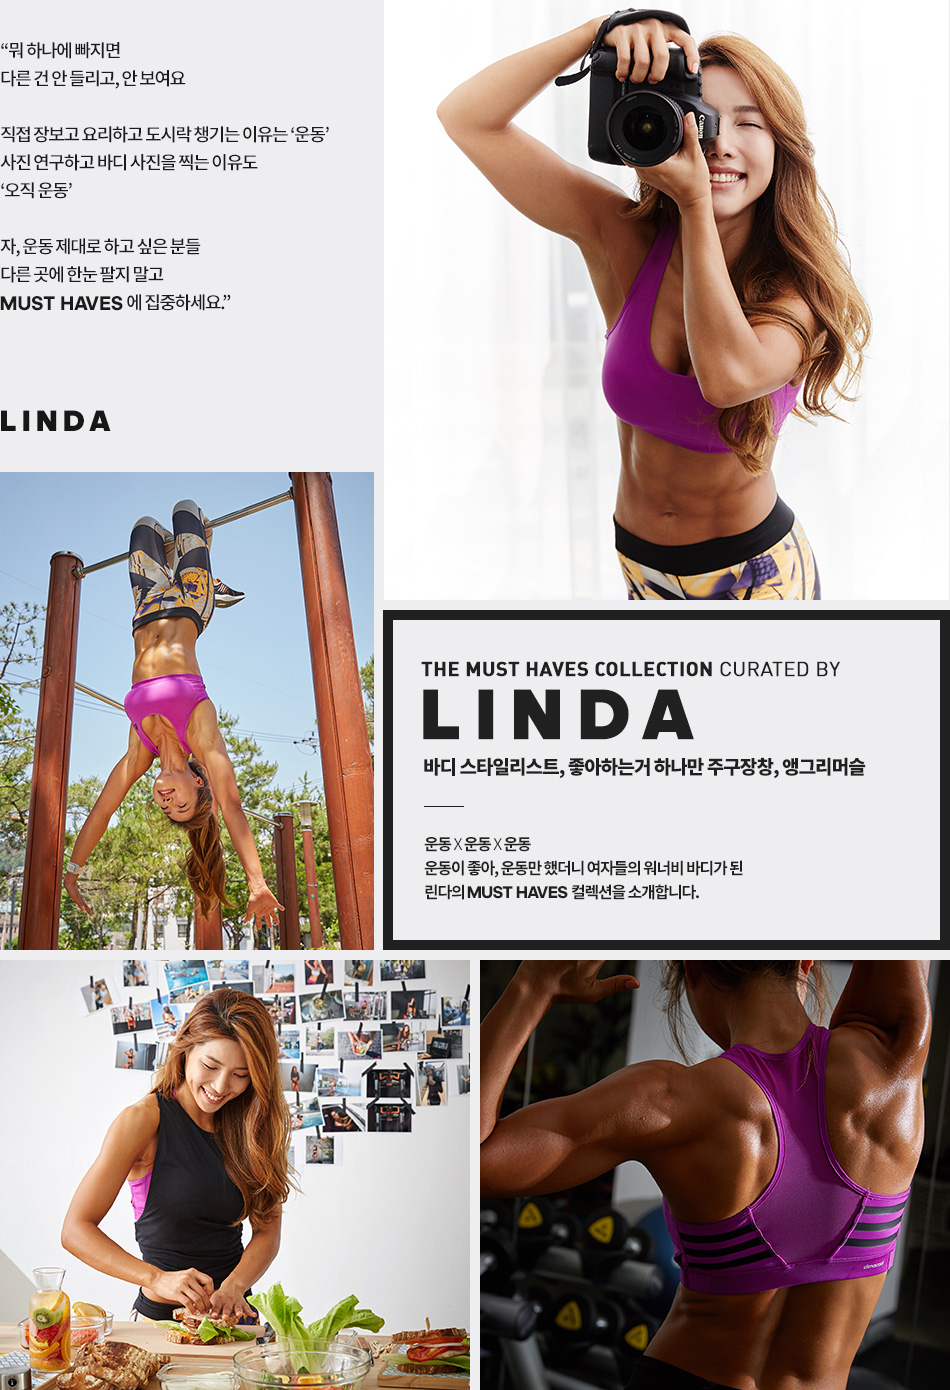 “뭐 하나에 빠지면
다른 건 안 들리고, 안 보여요
직접 장보고 요리하고 도시락 챙기는 이유는 ‘운동’
사진 연구하고 바디 사진을 찍는 이유도
‘오직 운동’
자, 운동 제대로 하고 싶은 분들
다른 곳에 한눈 팔지 말고
MUST HAVES 에 집중하세요.”
LINDA
Canon
THE MUST HAVES COLLECTION CURATED BY
LINDA
바디 스타일리스트, 좋아하는거 하나만 주구장창, 앵그리머슬
운동 X 운동 X 운동
운동이 좋아, 운동만 했더니 여자들의 워너비 바디가 된
린다의 MUST HAVES 컬렉션을 소개합니다.
climacool